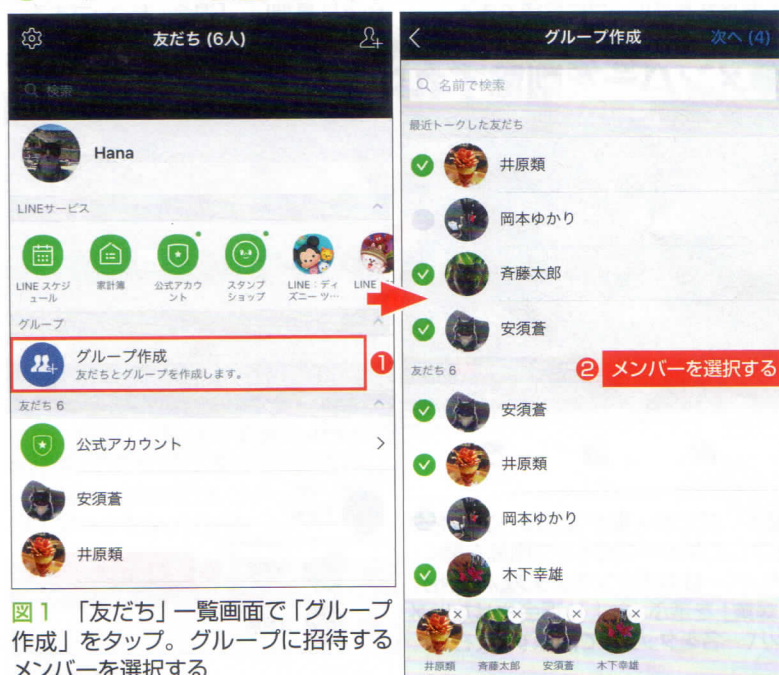 友だち (6人)
検索
Hana
LINEサービス
LINE スケジ
ュール
家計簿
公式アカウ
ント
スタンプ
ショップ
LINE：ディ
ズニー ツ…
LINE
グループ
グループ作成
友だちとグループを作成します。
❶
友だち 6
公式アカウント
安須蒼
井原類
図1 「友だち」一覧画面で「グループ
作成」をタップ。グループに招待する
メンバーを選択する
グループ作成
次へ (4)
名前で検索
最近トークした友だち
井原類
岡本ゆかり
斉藤太郎
安須蒼
友だち 6
❷ メンバーを選択する
安須蒼
井原類
岡本ゆかり
木下幸雄
井原類 斉藤太郎 安須蒼 木下幸雄